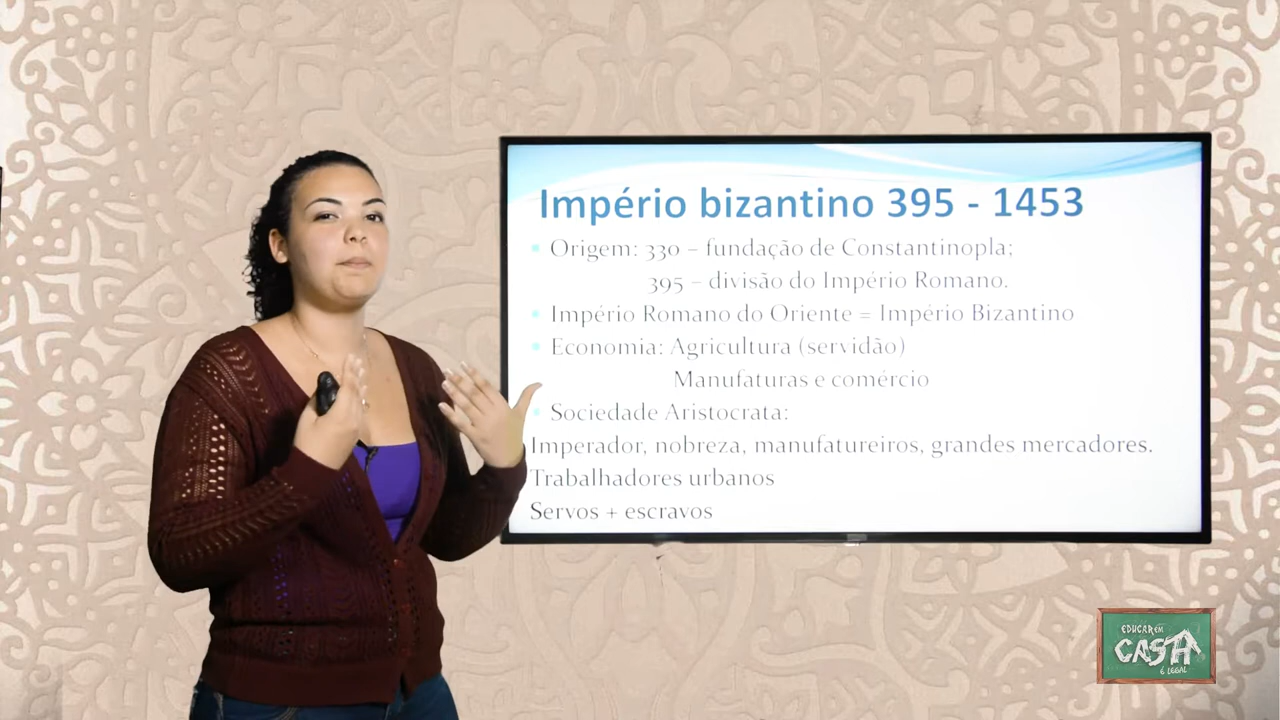 Império bizantino 395 - 1453
Origem: 330 – fundação de Constantinopla;
395 – divisão do Império Romano.
Império Romano do Oriente = Império Bizantino
Economia: Agricultura (servidão)
Manufaturas e comércio
Sociedade Aristocrata:
Imperador, nobreza, manufatureiros, grandes mercadores.
Trabalhadores urbanos
Servos + escravos
EDUCAR EM
CASA
É LEGAL